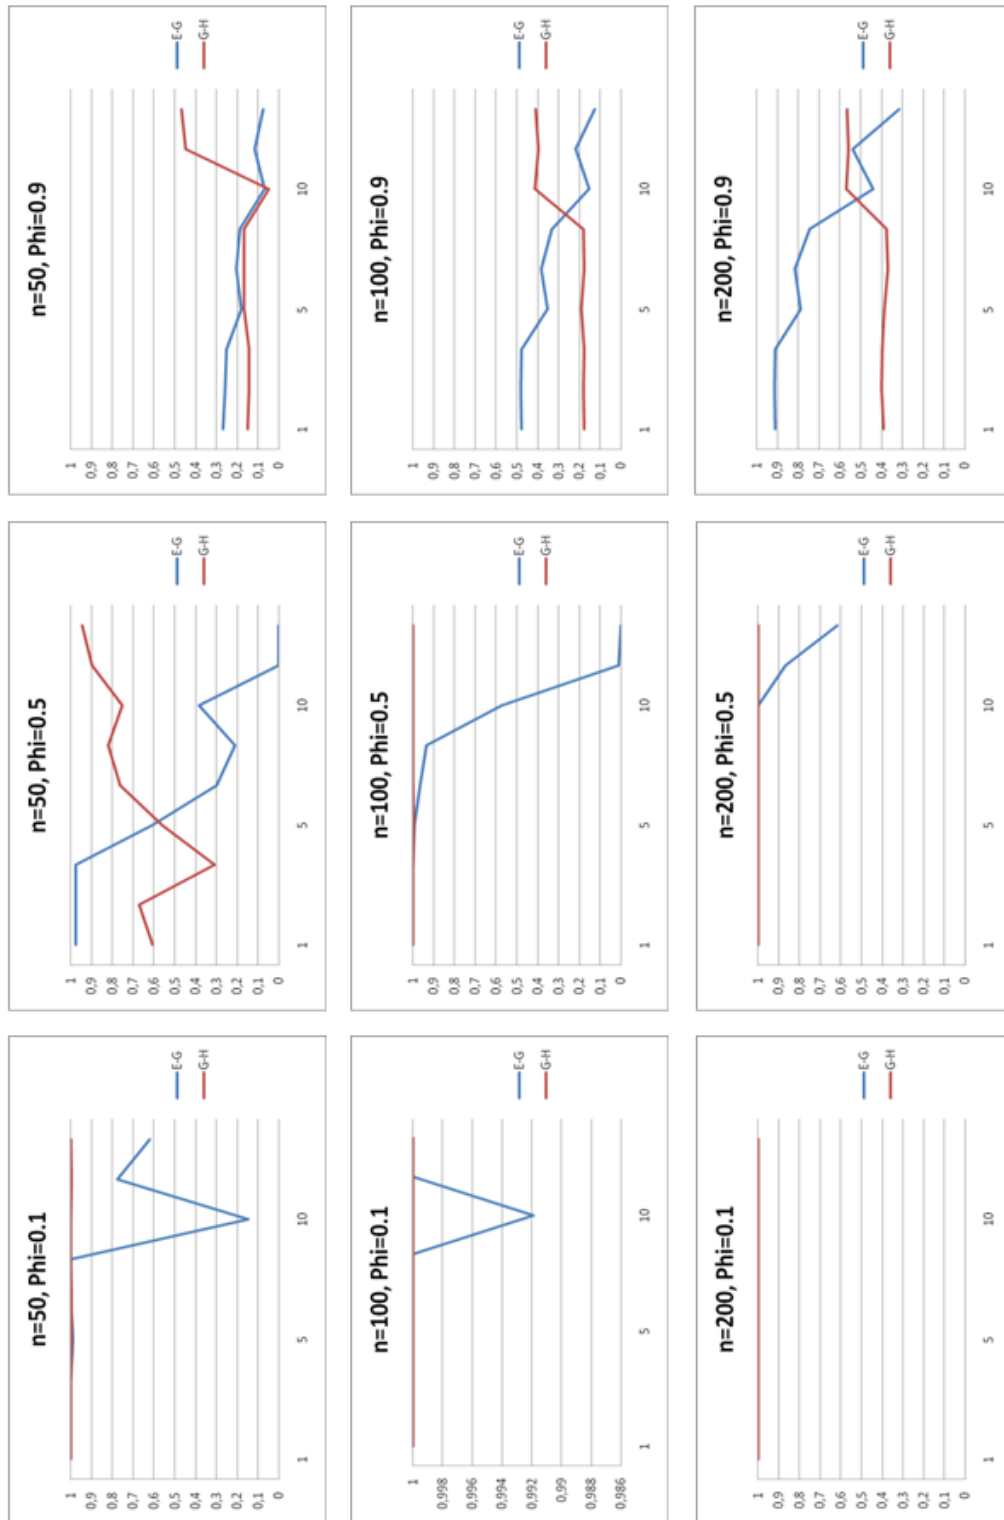 n=50, Phi=0.1
1
0,9
0,8
0,7
0,6
0,5
0,4
0,3
0,2
0,1
0
1 5 10
E-G
G-H
n=50, Phi=0.5
1
0,9
0,8
0,7
0,6
0,5
0,4
0,3
0,2
0,1
0
1 5 10
E-G
G-H
n=50, Phi=0.9
1
0,9
0,8
0,7
0,6
0,5
0,4
0,3
0,2
0,1
0
1 5 10
E-G
G-H
n=100, Phi=0.1
1
0,998
0,996
0,994
0,992
0,99
0,988
0,986
1 5 10
E-G
G-H
n=100, Phi=0.5
1
0,9
0,8
0,7
0,6
0,5
0,4
0,3
0,2
0,1
0
1 5 10
E-G
G-H
n=100, Phi=0.9
1
0,9
0,8
0,7
0,6
0,5
0,4
0,3
0,2
0,1
0
1 5 10
E-G
G-H
n=200, Phi=0.1
1
0,9
0,8
0,7
0,6
0,5
0,4
0,3
0,2
0,1
0
1 5 10
E-G
G-H
n=200, Phi=0.5
1
0,9
0,8
0,7
0,6
0,5
0,4
0,3
0,2
0,1
0
1 5 10
E-G
G-H
n=200, Phi=0.9
1
0,9
0,8
0,7
0,6
0,5
0,4
0,3
0,2
0,1
0
1 5 10
E-G
G-H